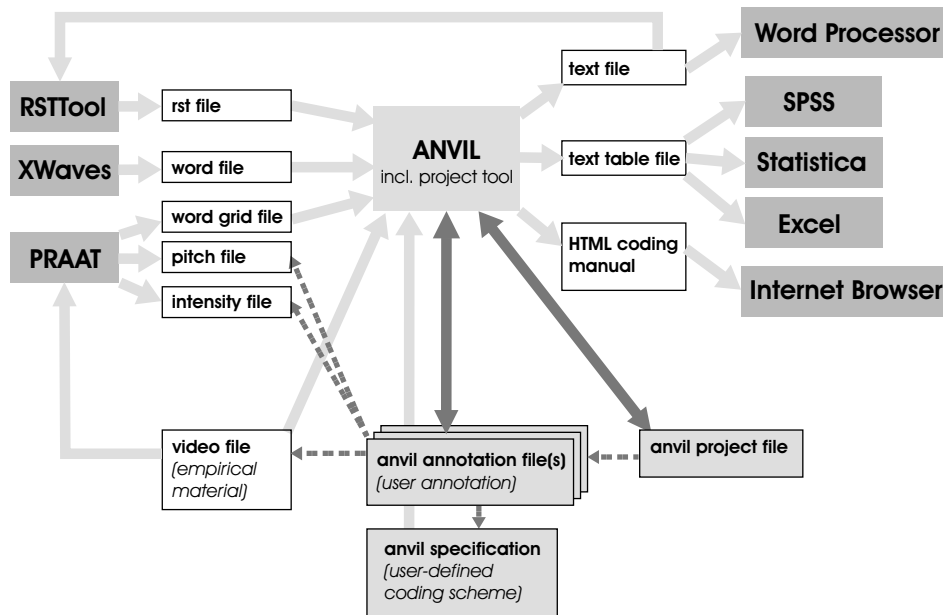 Word Processor
text file
RSTTool
rst file
SPSS
ANVIL
incl. project tool
XWaves
word file
text table file
Statistica
word grid file
Excel
PRAAT
pitch file
HTML coding
manual
intensity file
Internet Browser
video file
(empirical
material)
anvil annotation file(s)
(user annotation)
anvil project file
anvil specification
(user-defined
coding scheme)